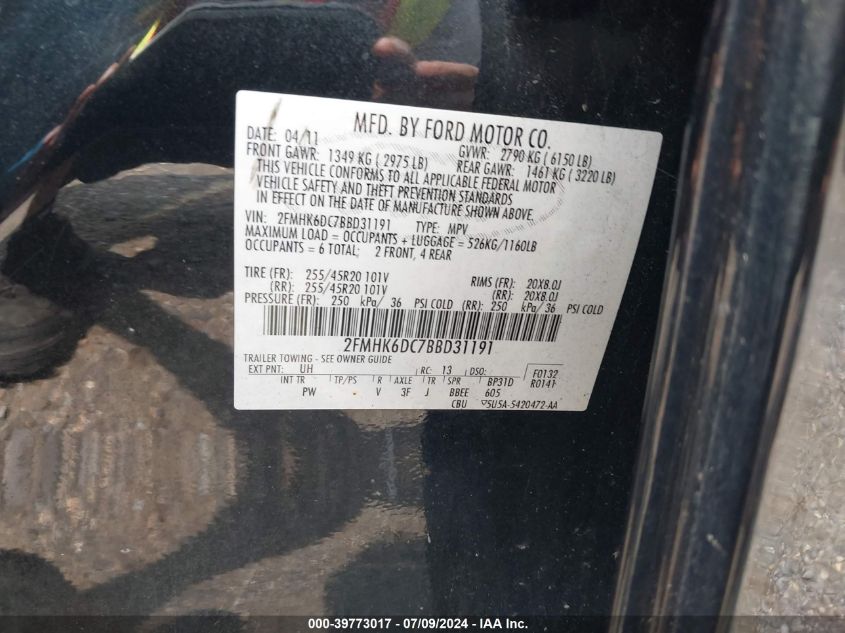 MFD. BY FORD MOTOR CO.
DATE: 04/11 GVWR: 2790 KG ( 6150 LB)
FRONT GAWR: 1349 KG ( 2975 LB) REAR GAWR: 1461 KG ( 3220 LB)
THIS VEHICLE CONFORMS TO ALL APPLICABLE FEDERAL MOTOR
VEHICLE SAFETY AND THEFT PREVENTION STANDARDS
IN EFFECT ON THE DATE OF MANUFACTURE SHOWN ABOVE.
VIN: 2FMHK6DC7BBD31191 TYPE: MPV
MAXIMUM LOAD = OCCUPANTS + LUGGAGE = 526KG/1160LB
OCCUPANTS = 6 TOTAL; 2 FRONT, 4 REAR
TIRE (FR): 255/45R20 101V RIMS (FR): 20X8.0J
(RR): 255/45R20 101V (RR): 20X8.0J
PRESSURE (FR): 250 kPa/ 36 PSI COLD (RR): 250 kPa/ 36 PSI COLD
2FMHK6DC7BBD31191
TRAILER TOWING - SEE OWNER GUIDE
EXT PNT: UH RC: 13 DSO: F0132
INT TR TP/PS R AXLE TR SPR BP31D R0141
PW V 3F J BBEE 605
CBU ▽5U5A-5420472-AA
000-39773017 - 07/09/2024 - IAA Inc.